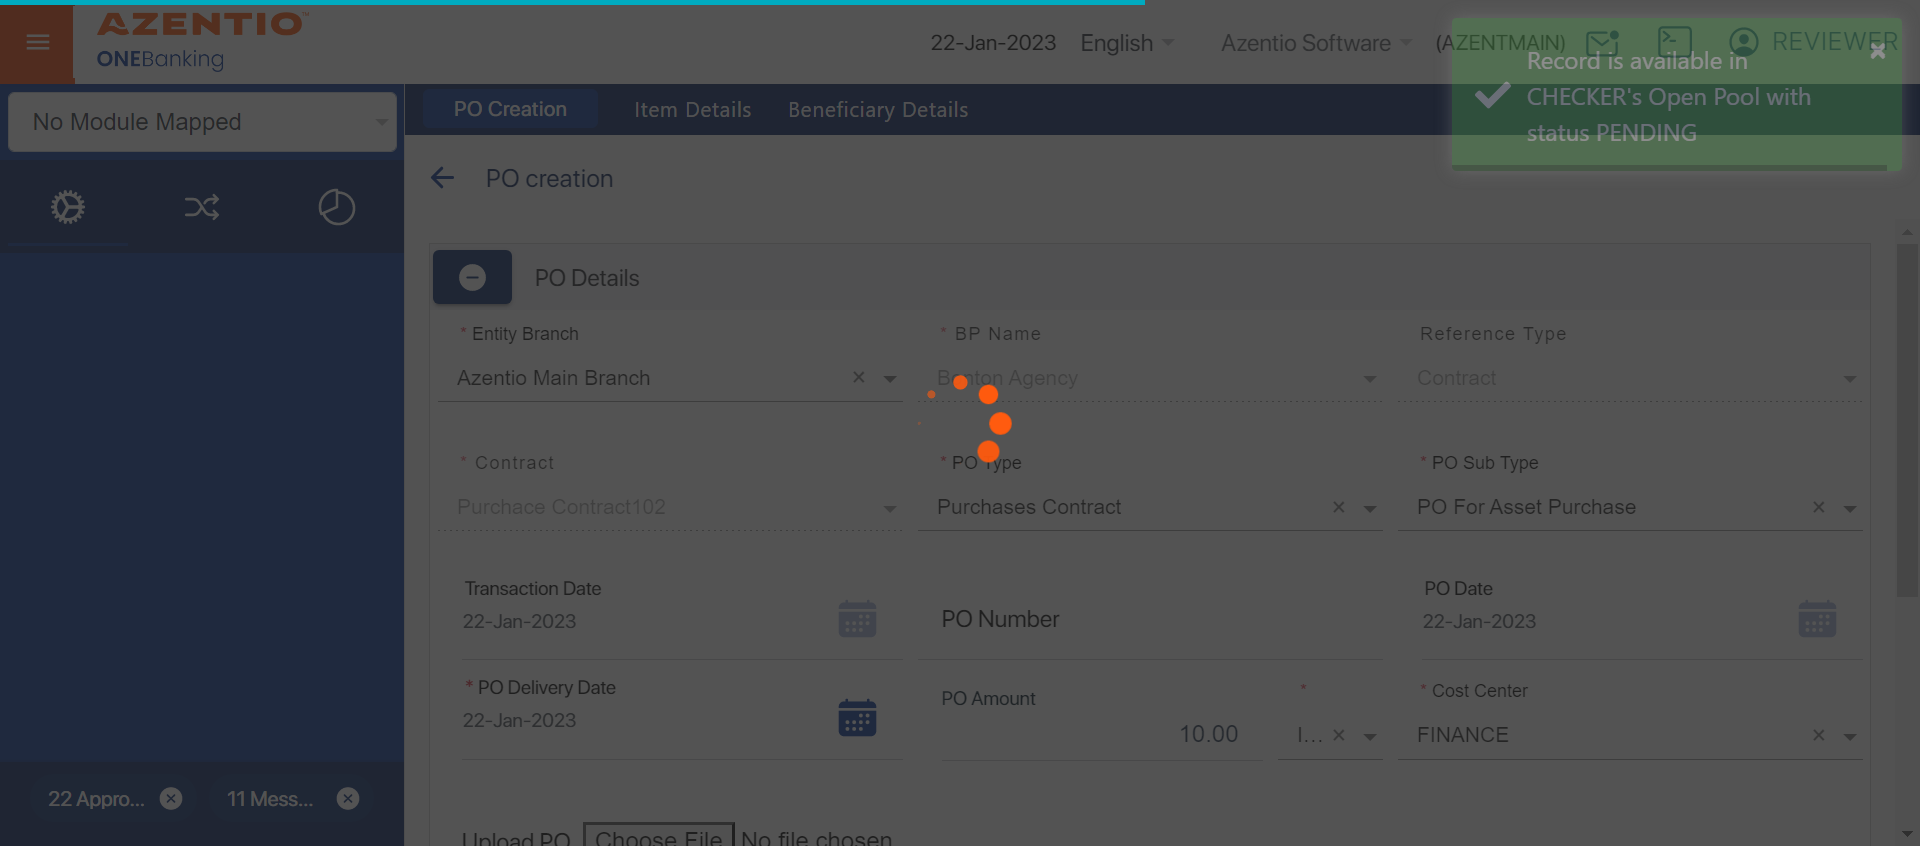 AZENTIO™
ONEBanking
22-Jan-2023 English Azentio Software (AZENTMAIN) REVIEWER
Record is available in
CHECKER's Open Pool with
status PENDING
No Module Mapped
PO Creation Item Details Beneficiary Details
PO creation
PO Details
* Entity Branch * BP Name Reference Type
Azentio Main Branch Benton Agency Contract
* Contract * PO Type * PO Sub Type
Purchace Contract102 Purchases Contract PO For Asset Purchase
Transaction Date PO Date
22-Jan-2023 PO Number 22-Jan-2023
* PO Delivery Date PO Amount * * Cost Center
22-Jan-2023 10.00 I... FINANCE
22 Appro... 11 Mess...
Upload PO Choose File No file chosen